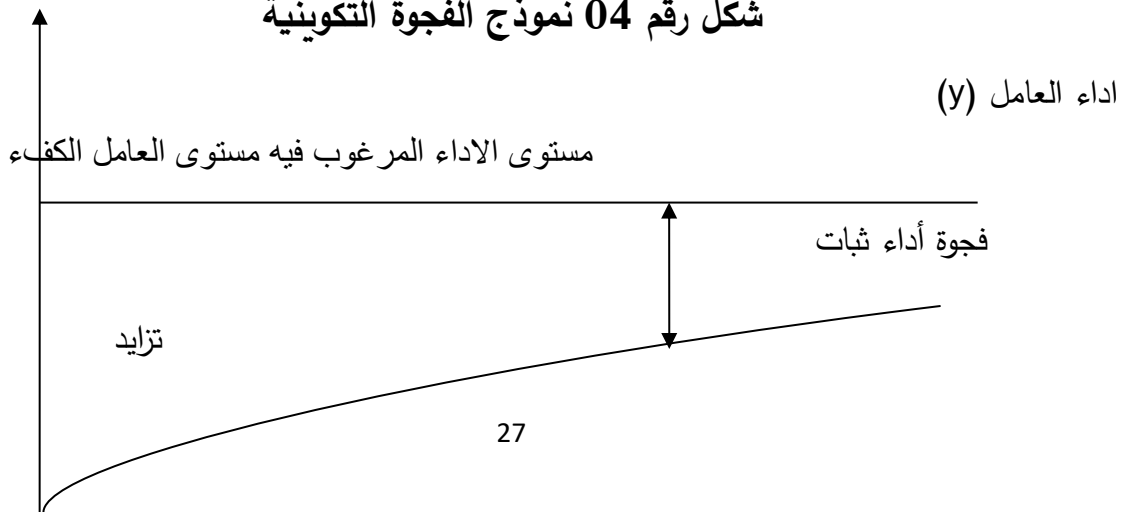 شكل رقم 04 نموذج الفجوة التكوينية
اداء العامل (y)
مستوى الاداء المرغوب فيه مستوى العامل الكفء
فجوة أداء ثبات
تزايد
27